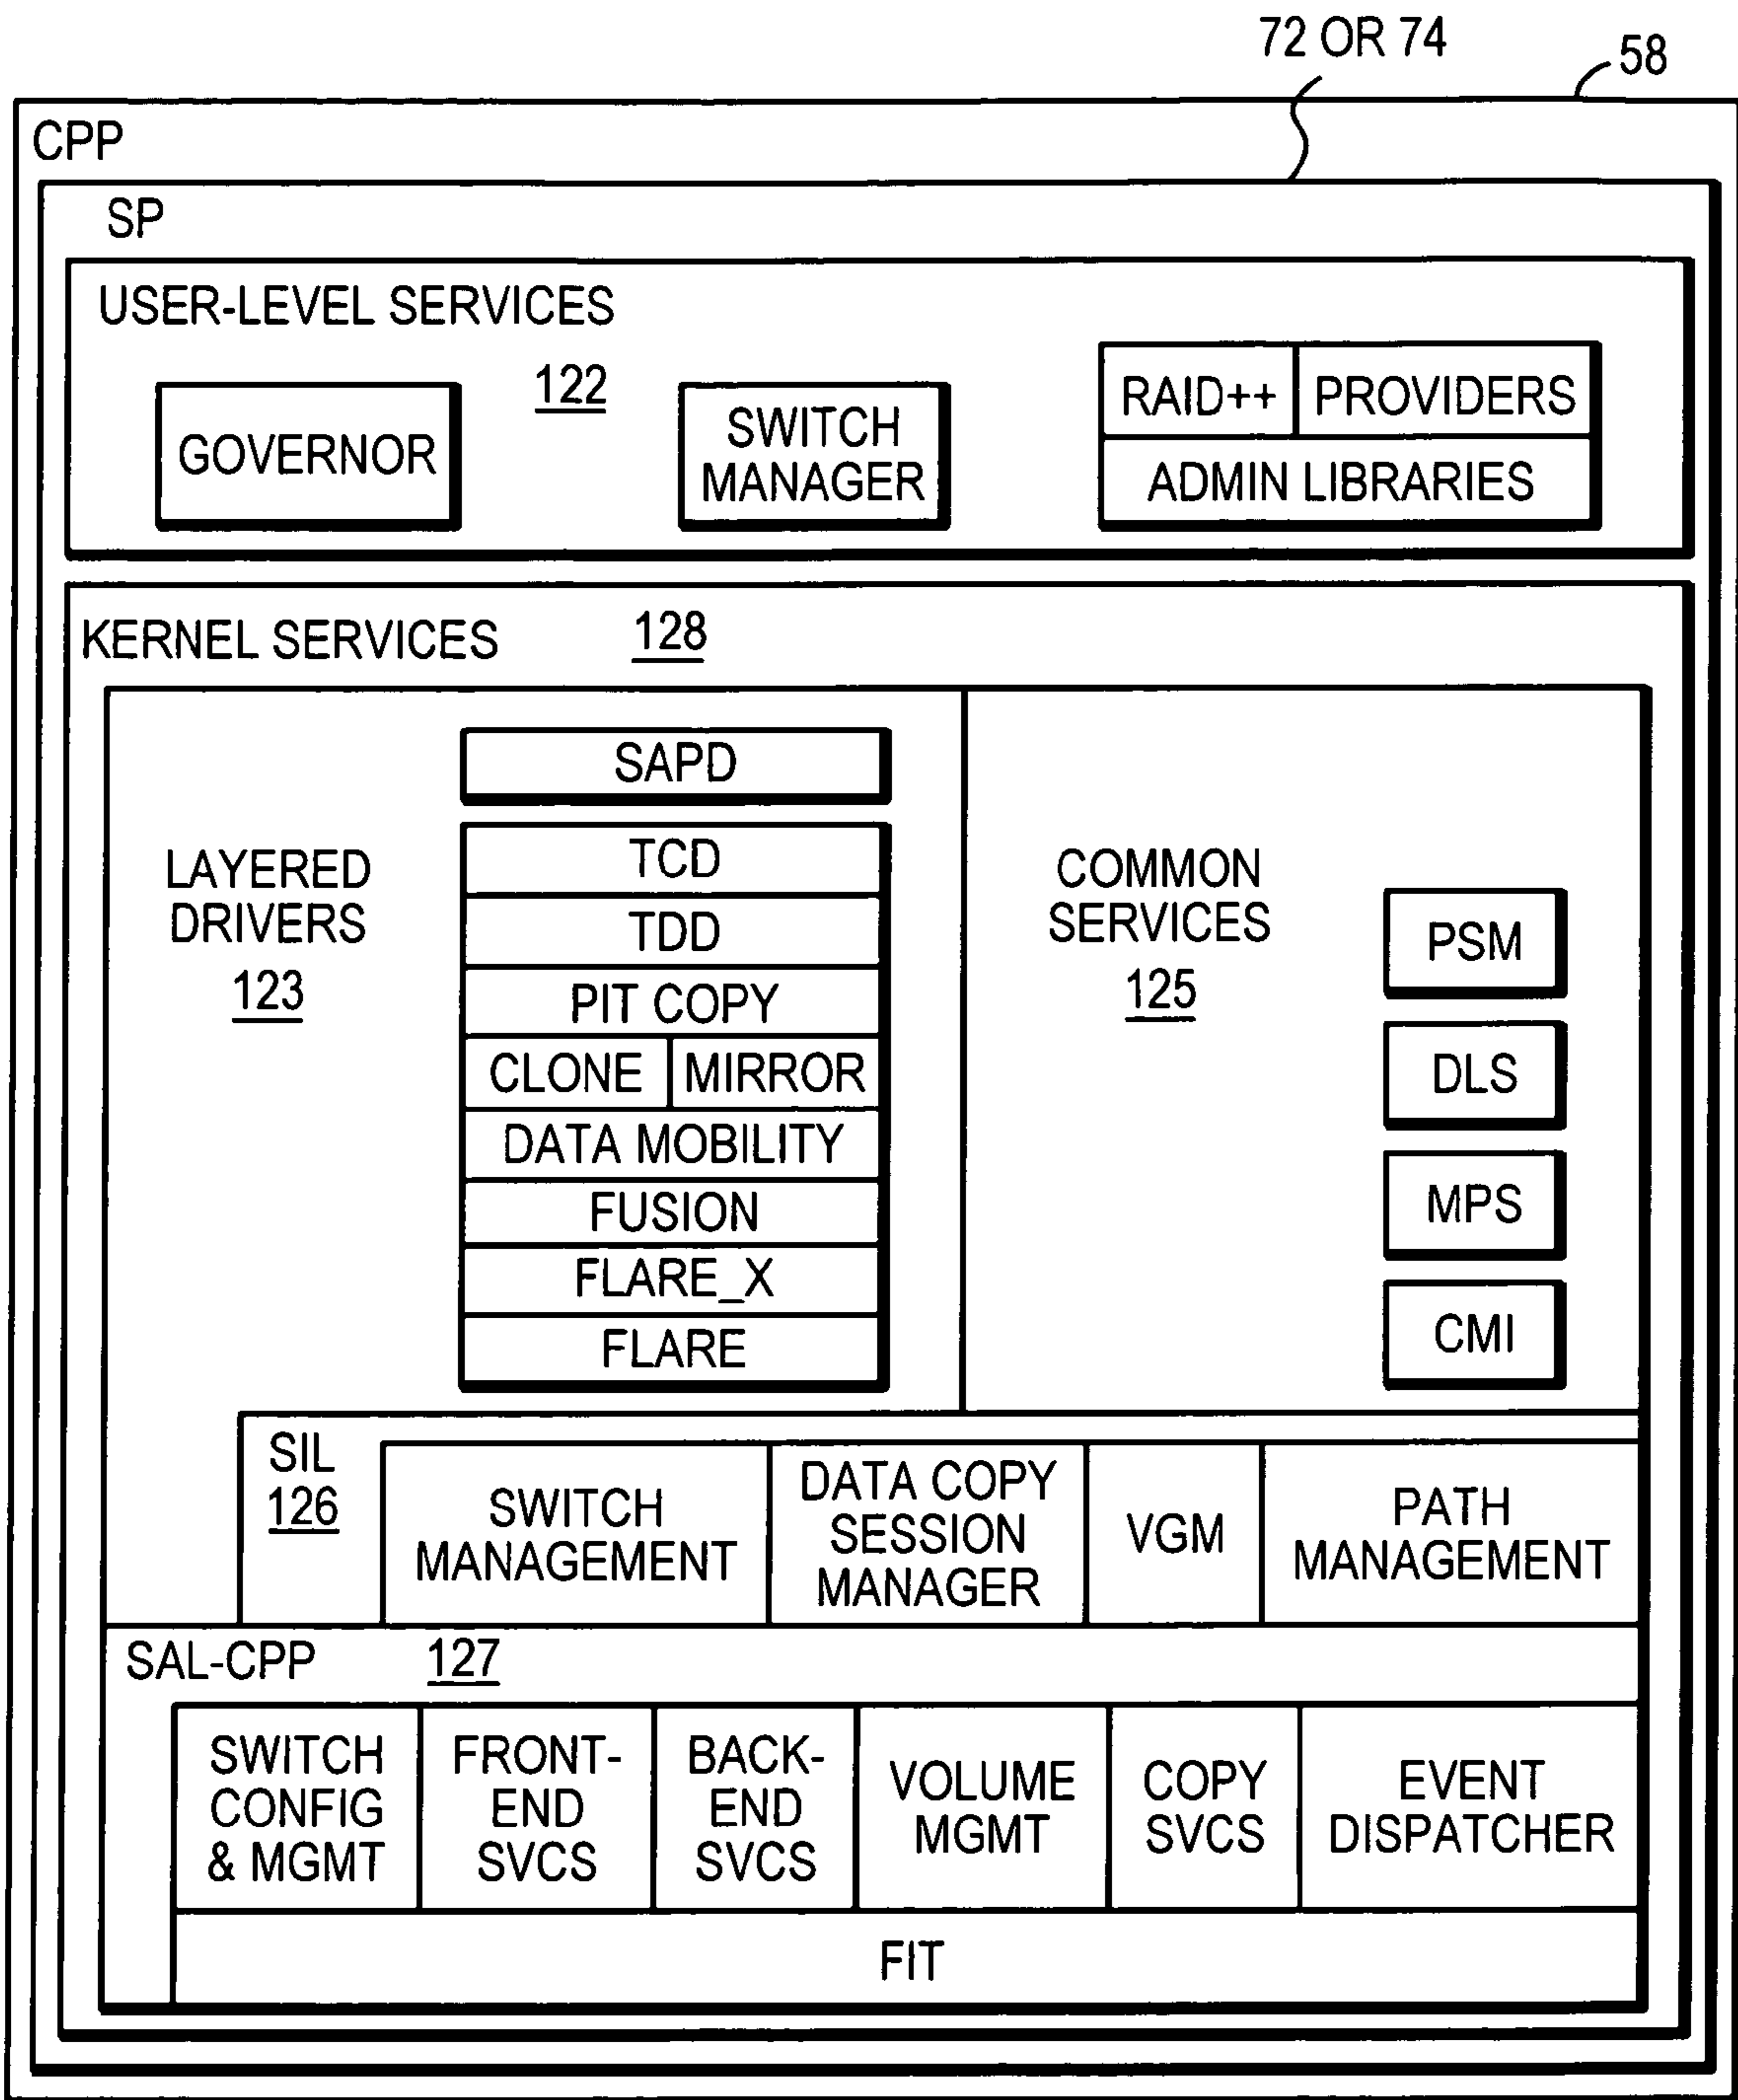 72 OR 74
58
CPP
SP
USER-LEVEL SERVICES
122
GOVERNOR
SWITCH
MANAGER
RAID++ PROVIDERS
ADMIN LIBRARIES
KERNEL SERVICES 128
LAYERED
DRIVERS
123
SAPD
TCD
TDD
PIT COPY
CLONE MIRROR
DATA MOBILITY
FUSION
FLARE_X
FLARE
COMMON
SERVICES
125
PSM
DLS
MPS
CMI
SIL
126
SWITCH
MANAGEMENT
DATA COPY
SESSION
MANAGER
VGM
PATH
MANAGEMENT
SAL-CPP 127
SWITCH
CONFIG
& MGMT
FRONT-
END
SVCS
BACK-
END
SVCS
VOLUME
MGMT
COPY
SVCS
EVENT
DISPATCHER
FIT